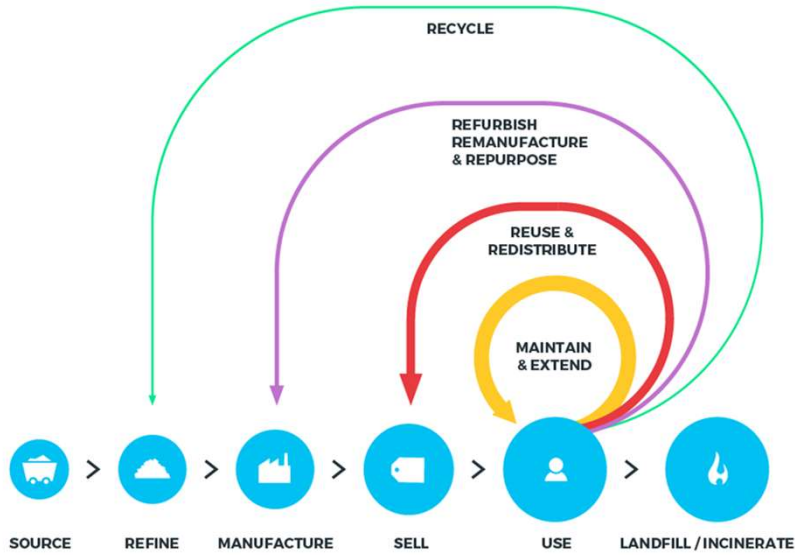 RECYCLE
REFURBISH
REMANUFACTURE
& REPURPOSE
REUSE &
REDISTRIBUTE
MAINTAIN
& EXTEND
SOURCE
REFINE
MANUFACTURE
SELL
USE
LANDFILL / INCINERATE